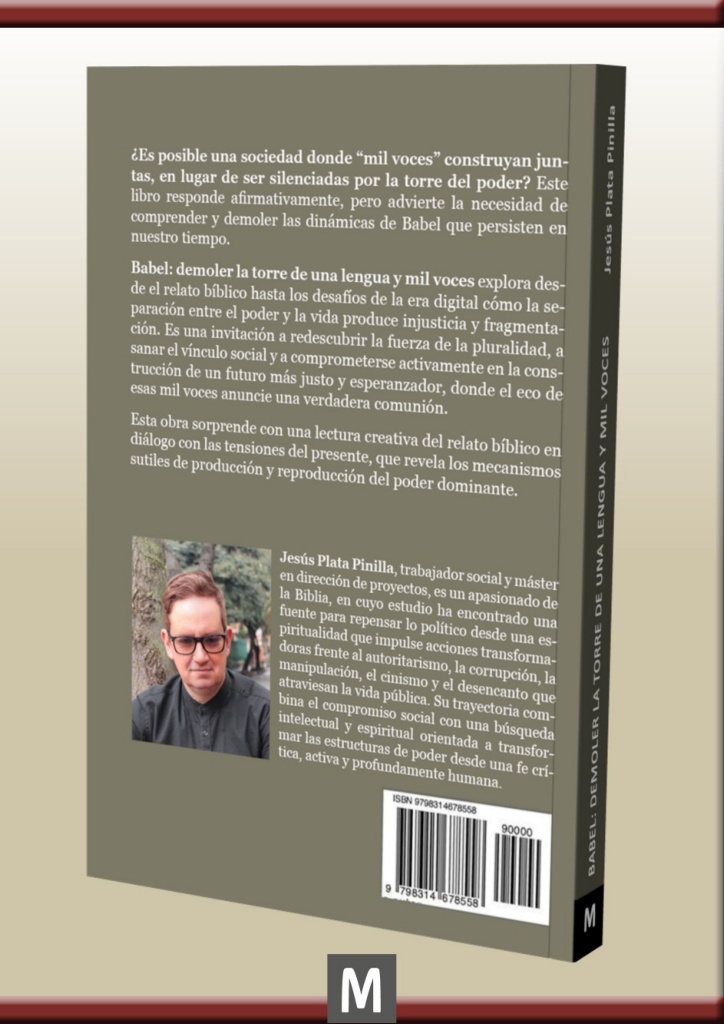 ¿Es posible una sociedad donde “mil voces” construyan jun-
tas, en lugar de ser silenciadas por la torre del poder? Este
libro responde afirmativamente, pero advierte la necesidad de
comprender y demoler las dinámicas de Babel que persisten en
nuestro tiempo.
Babel: demoler la torre de una lengua y mil voces explora des-
de el relato bíblico hasta los desafíos de la era digital cómo la se-
paración entre el poder y la vida produce injusticia y fragmenta-
ción. Es una invitación a redescubrir la fuerza de la pluralidad, a
sanar el vínculo social y a comprometerse activamente en la cons-
trucción de un futuro más justo y esperanzador, donde el eco de
esas mil voces anuncie una verdadera comunión.
Esta obra sorprende con una lectura creativa del relato bíblico en
diálogo con las tensiones del presente, que revela los mecanismos
sutiles de producción y reproducción del poder dominante.
Jesús Plata Pinilla, trabajador social y máster
en dirección de proyectos, es un apasionado de
la Biblia, en cuyo estudio ha encontrado una
fuente para repensar lo político desde una es-
piritualidad que impulse acciones transforma-
doras frente al autoritarismo, la corrupción, la
manipulación, el cinismo y el desencanto que
atraviesan la vida pública. Su trayectoria com-
bina el compromiso social con una búsqueda
intelectual y espiritual orientada a transfor-
mar las estructuras de poder desde una fe crí-
tica, activa y profundamente humana.
ISBN 9798314678558
90000
9 798314 678558
Jesús Plata Pinilla
BABEL: DEMOLER LA TORRE DE UNA LENGUA Y MIL VOCES
M
M